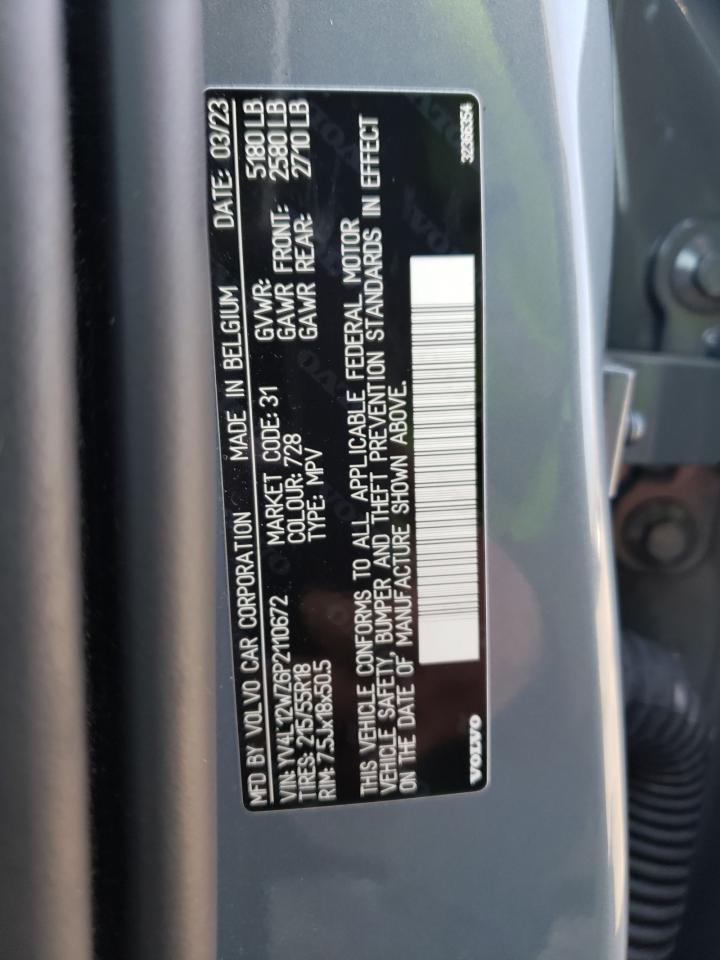 MFD BY VOLVO CAR CORPORATION MADE IN BELGIUM DATE: 03/23
VIN: YV4L12WZ6P2110672 MARKET CODE: 31 GVWR: 5180 LB
TIRES: 215/55R18 COLOUR: 728 GAWR FRONT: 2580 LB
RIM: 7.5Jx18x50.5 TYPE: MPV GAWR REAR: 2710 LB
THIS VEHICLE CONFORMS TO ALL APPLICABLE FEDERAL MOTOR
VEHICLE SAFETY, BUMPER AND THEFT PREVENTION STANDARDS IN EFFECT
ON THE DATE OF MANUFACTURE SHOWN ABOVE.
VOLVO 32366354